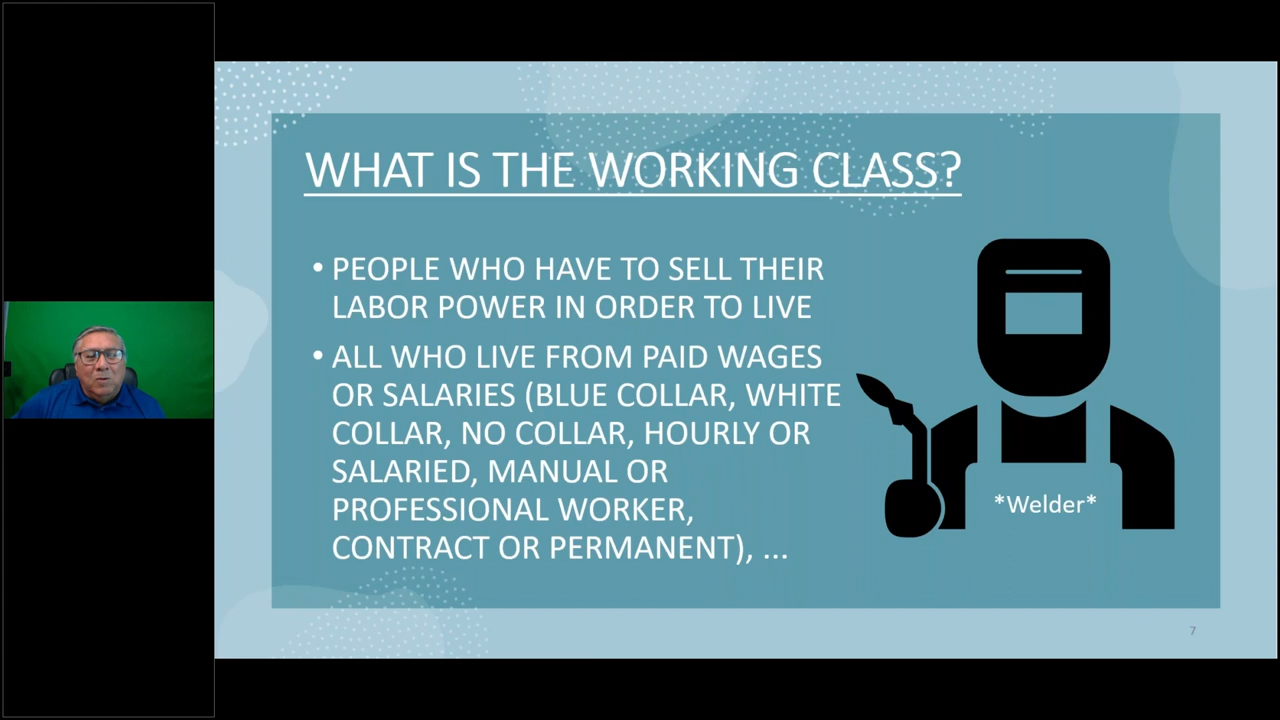 WHAT IS THE WORKING CLASS?
• PEOPLE WHO HAVE TO SELL THEIR
LABOR POWER IN ORDER TO LIVE
• ALL WHO LIVE FROM PAID WAGES
OR SALARIES (BLUE COLLAR, WHITE
COLLAR, NO COLLAR, HOURLY OR
SALARIED, MANUAL OR
PROFESSIONAL WORKER,
CONTRACT OR PERMANENT), ...
*Welder*
7